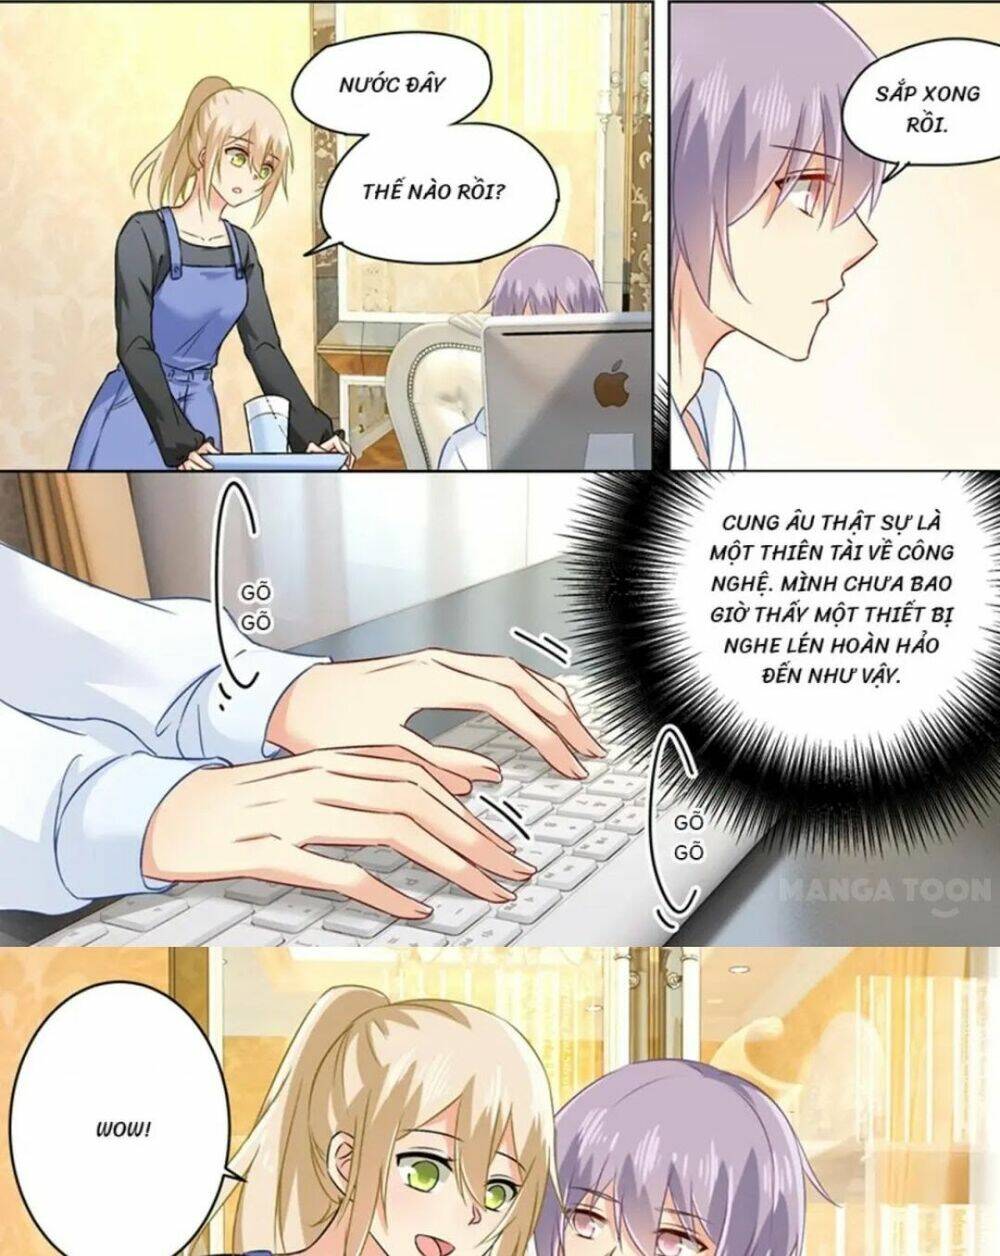 NƯỚC ĐÂY
THẾ NÀO RỒI?
SẮP XONG
RỒI.
CUNG ÂU THẬT SỰ LÀ
MỘT THIÊN TÀI VỀ CÔNG
NGHỆ. MÌNH CHƯA BAO
GIỜ THẤY MỘT THIẾT BỊ
NGHE LÉN HOÀN HẢO
ĐẾN NHƯ VẬY.
GÕ
GÕ
GÕ
GÕ
MANGA TOON
WOW!